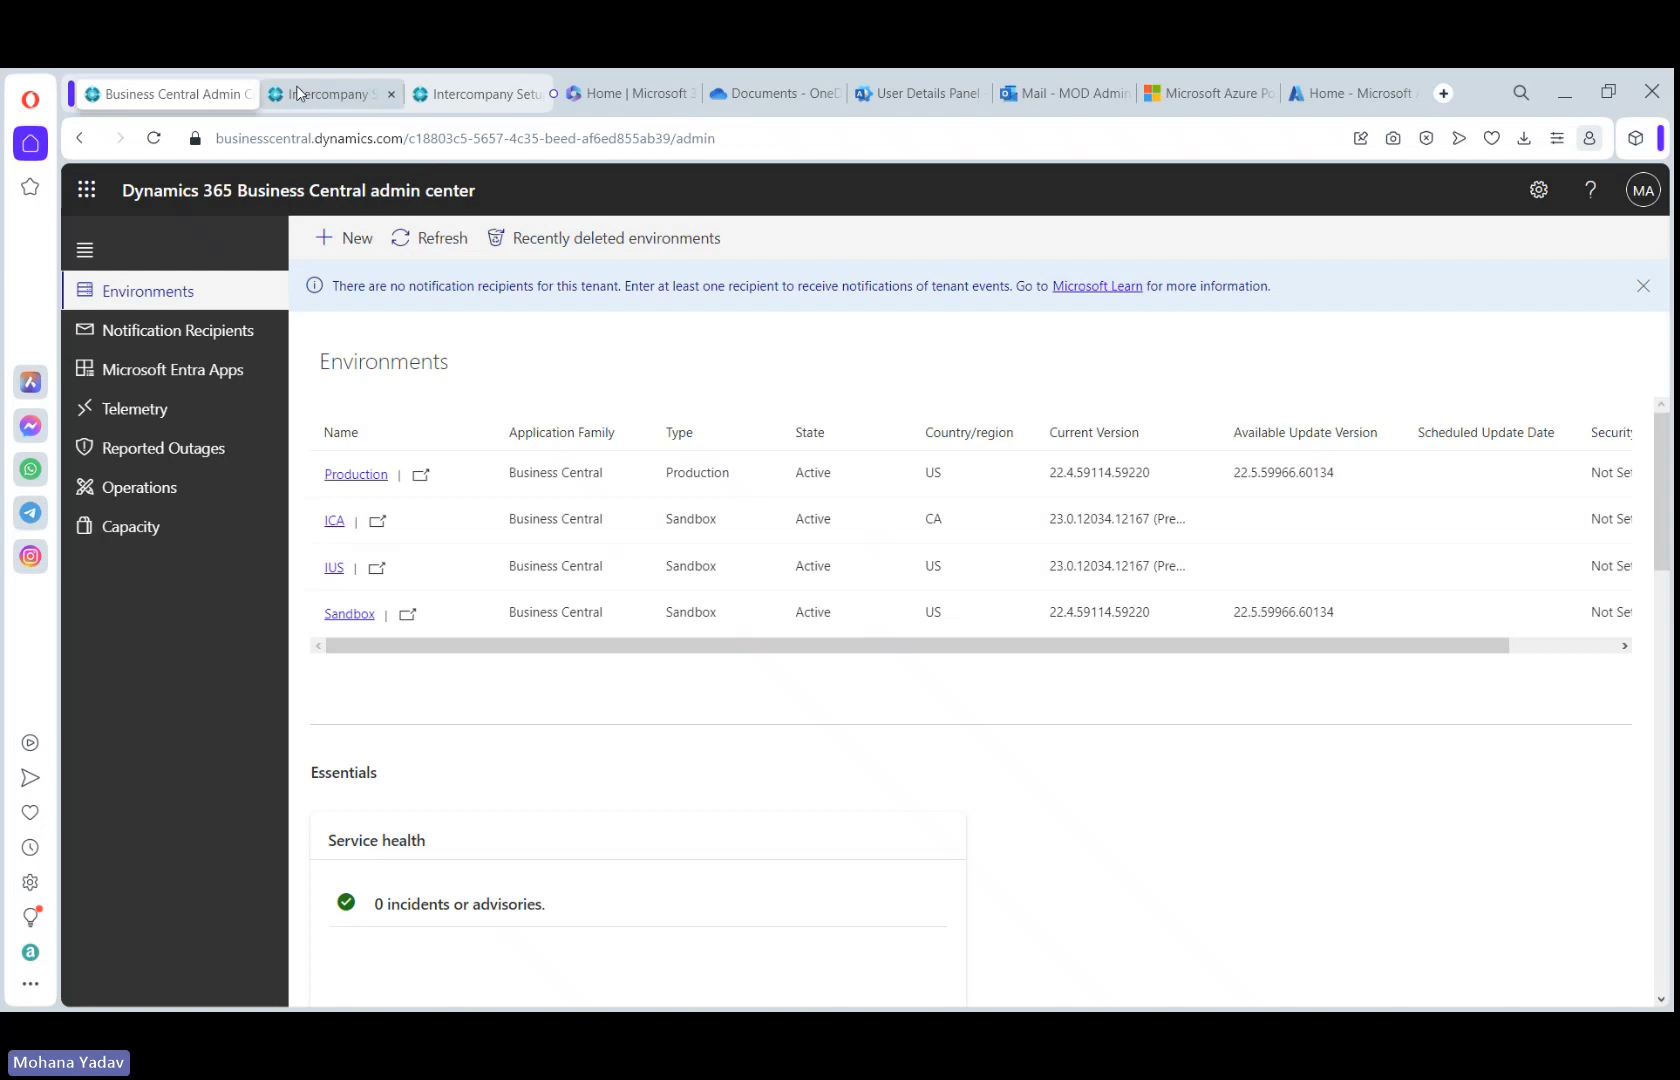 Business Central Admin C
Intercompany S
Intercompany Setu
Home | Microsoft 3
Documents - OneD
User Details Panel
Mail - MOD Admin
Microsoft Azure Po
Home - Microsoft
businesscentral.dynamics.com/c18803c5-5657-4c35-beed-af6ed855ab39/admin
Dynamics 365 Business Central admin center
MA
New
Refresh
Recently deleted environments
Environments
There are no notification recipients for this tenant. Enter at least one recipient to receive notifications of tenant events. Go to Microsoft Learn for more information.
Notification Recipients
Microsoft Entra Apps
Telemetry
Reported Outages
Operations
Capacity
Environments
Name Application Family Type State Country/region Current Version Available Update Version Scheduled Update Date Security
Production | Business Central Production Active US 22.4.59114.59220 22.5.59966.60134 Not Set
ICA | Business Central Sandbox Active CA 23.0.12034.12167 (Pre... Not Set
IUS | Business Central Sandbox Active US 23.0.12034.12167 (Pre... Not Set
Sandbox | Business Central Sandbox Active US 22.4.59114.59220 22.5.59966.60134 Not Set
Essentials
Service health
0 incidents or advisories.
Mohana Yadav